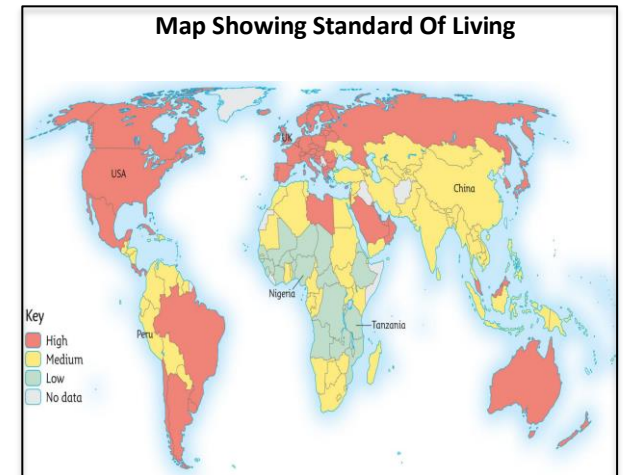 Map Showing Standard Of Living
UK
USA
China
Nigeria
Tanzania
Peru
Key
High
Medium
Low
No data